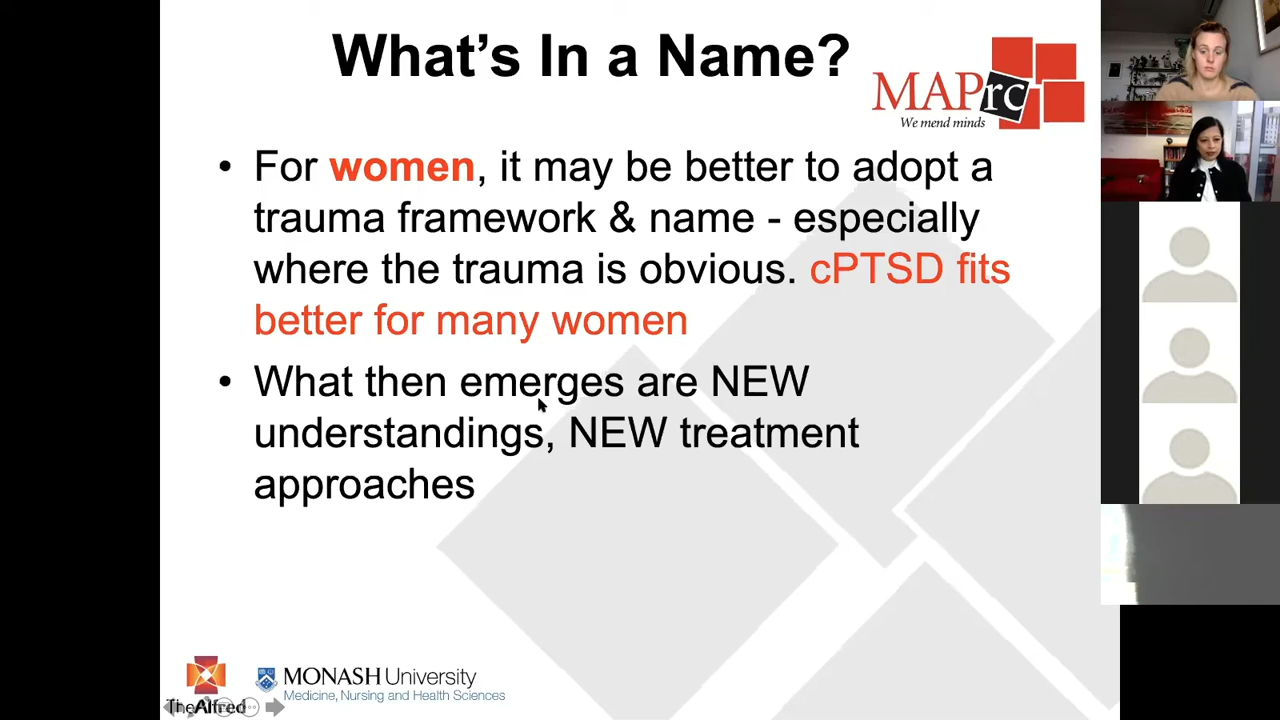 What's In a Name?
MAPrc
We mend minds
• For women, it may be better to adopt a
trauma framework & name - especially
where the trauma is obvious. cPTSD fits
better for many women
• What then emerges are NEW
understandings, NEW treatment
approaches
TheAlfred
MONASH University
Medicine, Nursing and Health Sciences